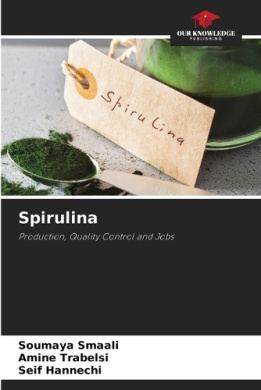 OUR KNOWLEDGE
PUBLISHING
Spirulina
Spirulina
Production, Quality Control and Jobs
Soumaya Smaali
Amine Trabelsi
Seif Hannechi